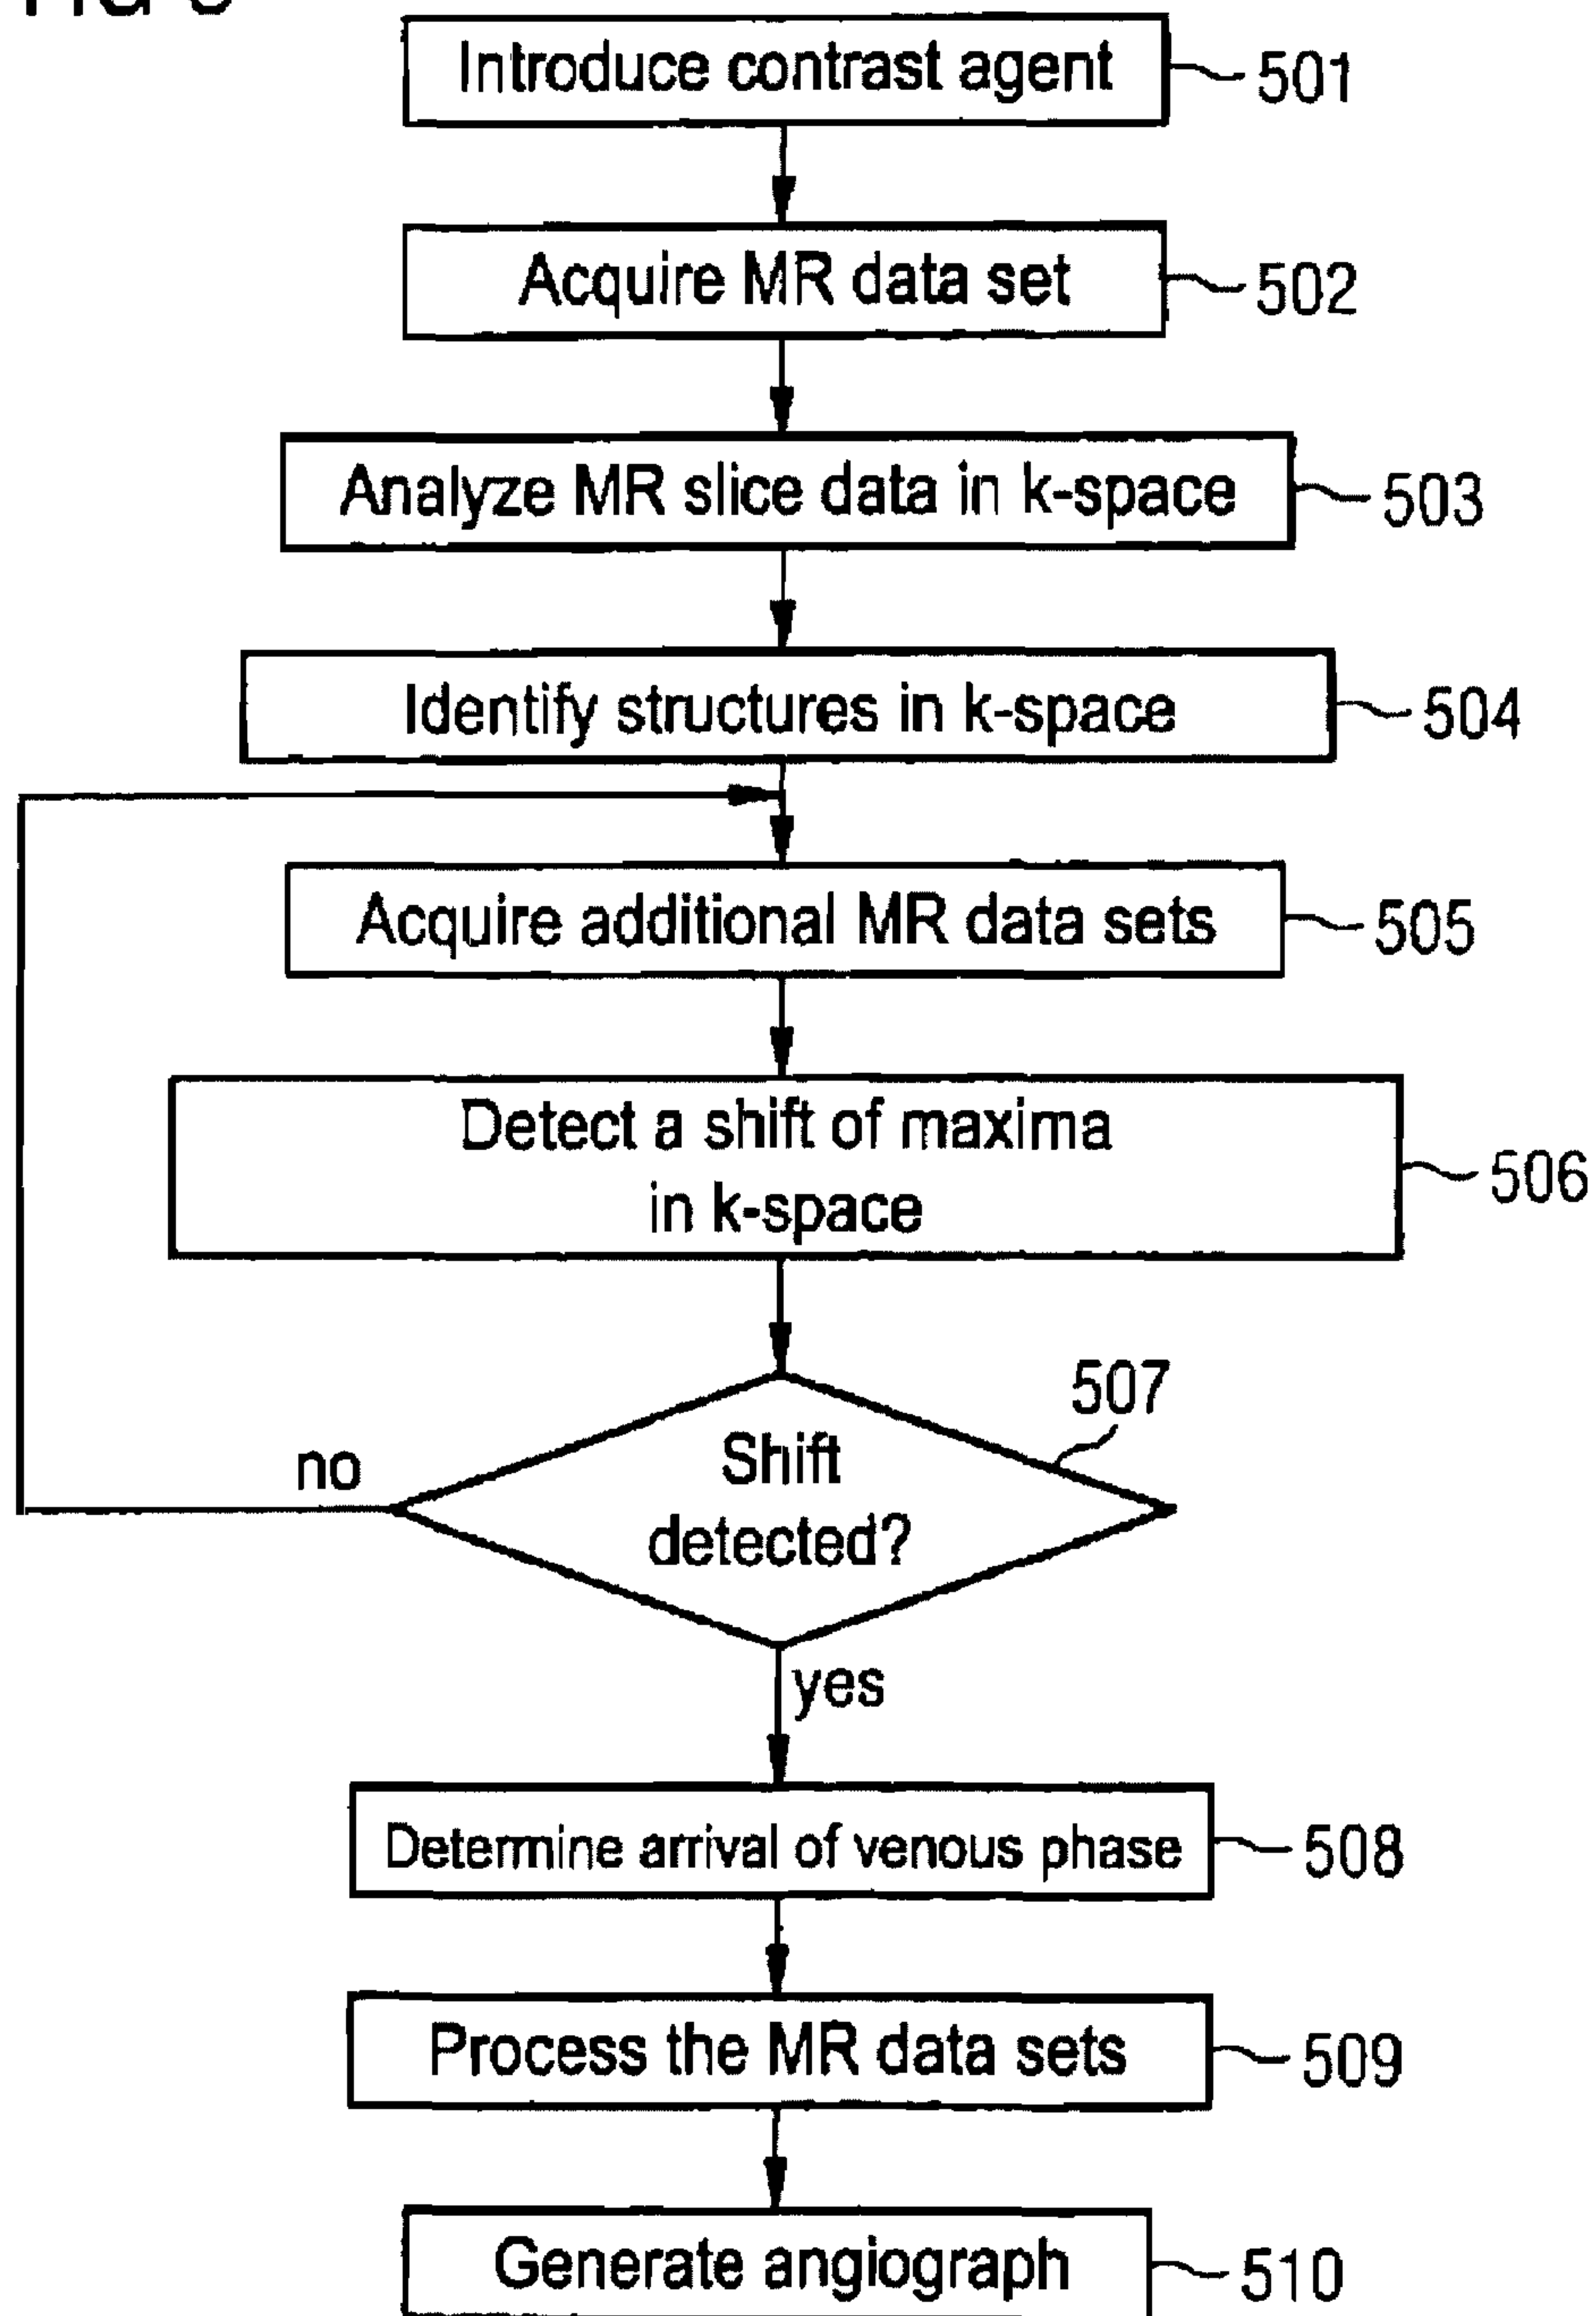 Introduce contrast agent
501
Acquire MR data set
502
Analyze MR slice data in k-space
503
Identify structures in k-space
504
Acquire additional MR data sets
505
Detect a shift of maxima
in k-space
506
507
Shift
detected?
no
yes
Determine arrival of venous phase
508
Process the MR data sets
509
Generate angiograph
510